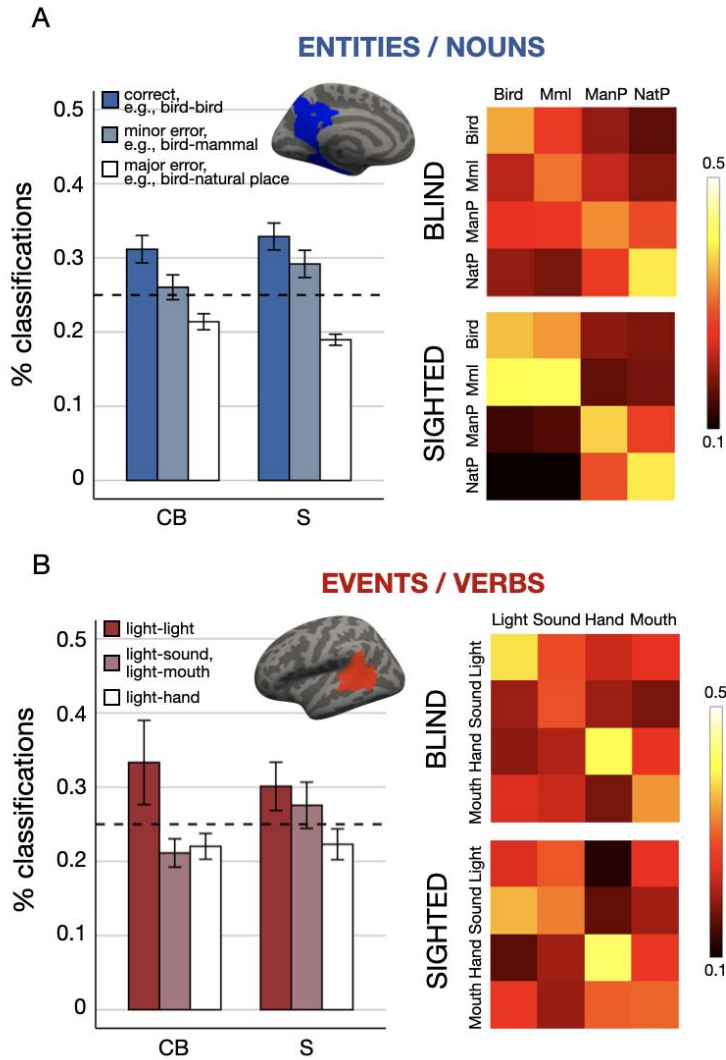 A
ENTITIES / NOUNS
correct,
e.g., bird-bird
minor error,
e.g., bird-mammal
major error,
e.g., bird-natural place
% classifications
0.5
0.4
0.3
0.2
0.1
0
CB
S
Bird Mml ManP NatP
BLIND
Bird
Mml
ManP
NatP
SIGHTED
Bird
Mml
ManP
NatP
0.5
0.1
B
EVENTS / VERBS
light-light
light-sound,
light-mouth
light-hand
% classifications
0.5
0.4
0.3
0.2
0.1
0
CB
S
Light Sound Hand Mouth
BLIND
Mouth Hand Sound Light
SIGHTED
Mouth Hand Sound Light
0.5
0.1